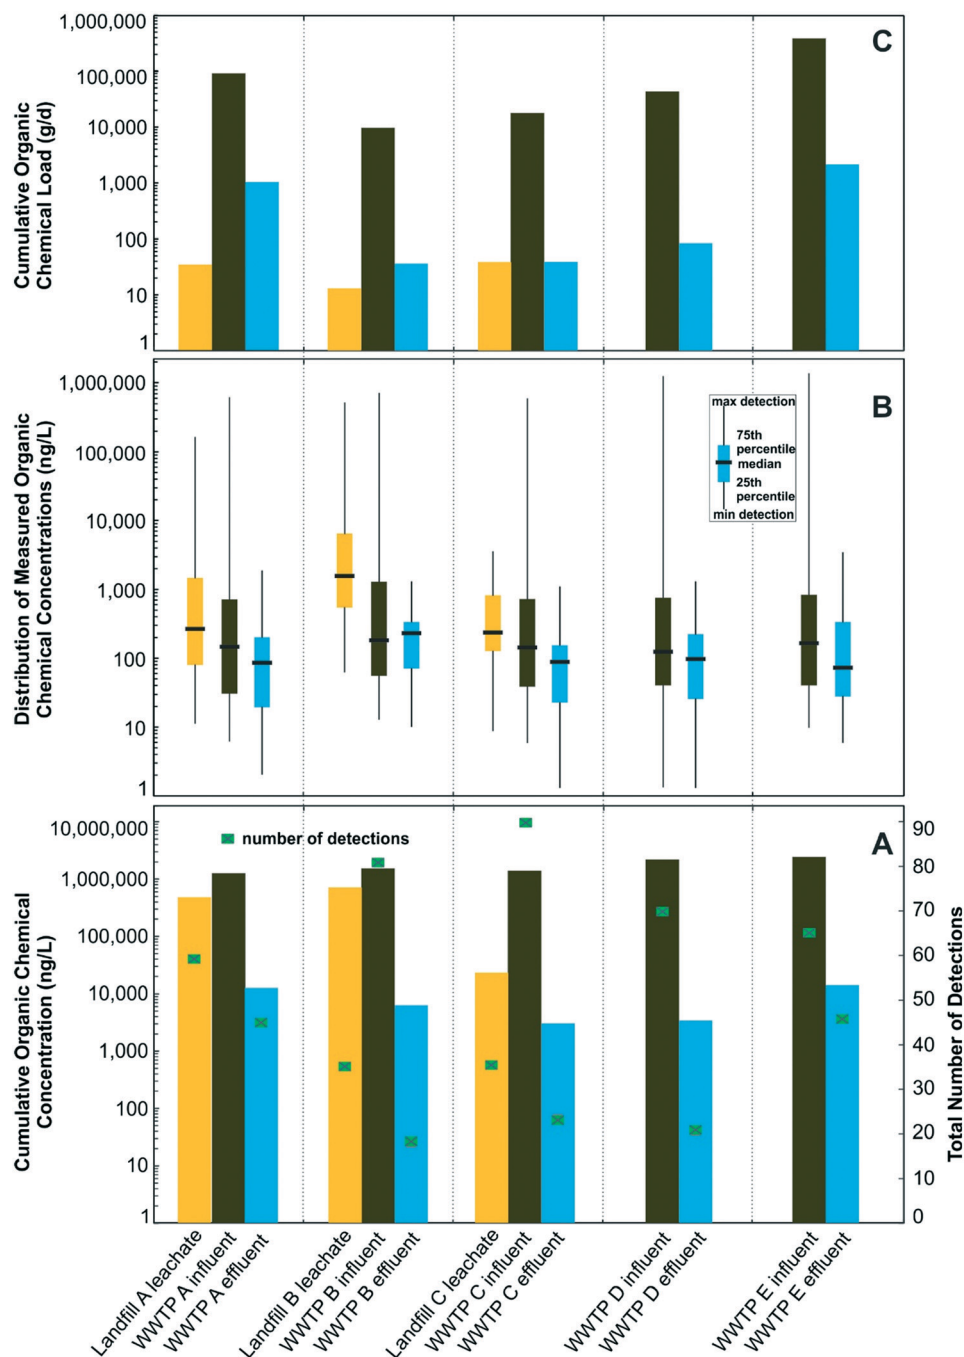 C
Cumulative Organic
Chemical Load (g/d)
1,000,000
100,000
10,000
1,000
100
10
1
B
Distribution of Measured Organic
Chemical Concentrations (ng/L)
1,000,000
100,000
10,000
1,000
100
10
1
max detection
75th
percentile
median
25th
percentile
min detection
A
Cumulative Organic Chemical
Concentration (ng/L)
10,000,000
1,000,000
100,000
10,000
1,000
100
10
1
number of detections
90
80
70
60
50
40
30
20
10
0
Total Number of Detections
Landfill A leachate
WWTP A influent
WWTP A effluent
Landfill B leachate
WWTP B influent
WWTP B effluent
Landfill C leachate
WWTP C influent
WWTP C effluent
WWTP D influent
WWTP D effluent
WWTP E influent
WWTP E effluent